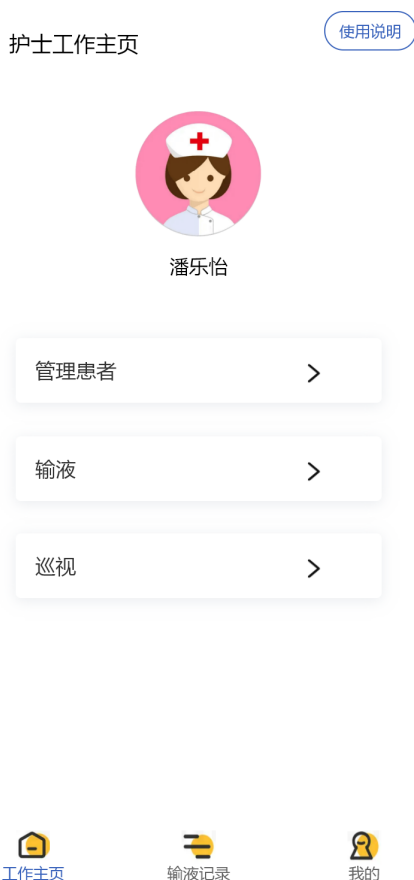 护士工作主页
使用说明
潘乐怡
管理患者
输液
巡视
工作主页
输液记录
我的